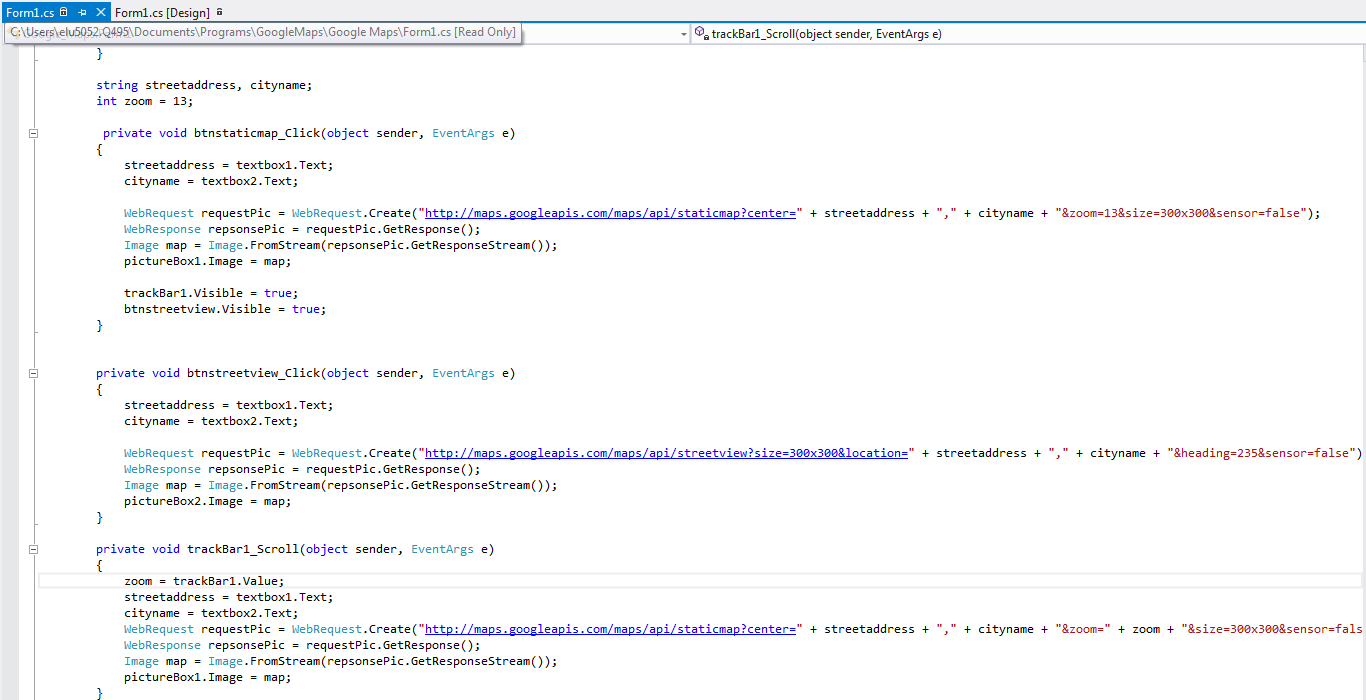 Form1.cs Form1.cs [Design]
C:\Users\elu5052.Q495\Documents\Programs\GoogleMaps\Google Maps\Form1.cs [Read Only] trackBar1_Scroll(object sender, EventArgs e)
}
string streetaddress, cityname;
int zoom = 13;
private void btnstaticmap_Click(object sender, EventArgs e)
{
streetaddress = textbox1.Text;
cityname = textbox2.Text;
WebRequest requestPic = WebRequest.Create("http://maps.googleapis.com/maps/api/staticmap?center=" + streetaddress + "," + cityname + "&zoom=13&size=300x300&sensor=false");
WebResponse repsonsePic = requestPic.GetResponse();
Image map = Image.FromStream(repsonsePic.GetResponseStream());
pictureBox1.Image = map;
trackBar1.Visible = true;
btnstreetview.Visible = true;
}
private void btnstreetview_Click(object sender, EventArgs e)
{
streetaddress = textbox1.Text;
cityname = textbox2.Text;
WebRequest requestPic = WebRequest.Create("http://maps.googleapis.com/maps/api/streetview?size=300x300&location=" + streetaddress + "," + cityname + "&heading=235&sensor=false")
WebResponse repsonsePic = requestPic.GetResponse();
Image map = Image.FromStream(repsonsePic.GetResponseStream());
pictureBox2.Image = map;
}
private void trackBar1_Scroll(object sender, EventArgs e)
{
zoom = trackBar1.Value;
streetaddress = textbox1.Text;
cityname = textbox2.Text;
WebRequest requestPic = WebRequest.Create("http://maps.googleapis.com/maps/api/staticmap?center=" + streetaddress + "," + cityname + "&zoom=" + zoom + "&size=300x300&sensor=fals
WebResponse repsonsePic = requestPic.GetResponse();
Image map = Image.FromStream(repsonsePic.GetResponseStream());
pictureBox1.Image = map;
}